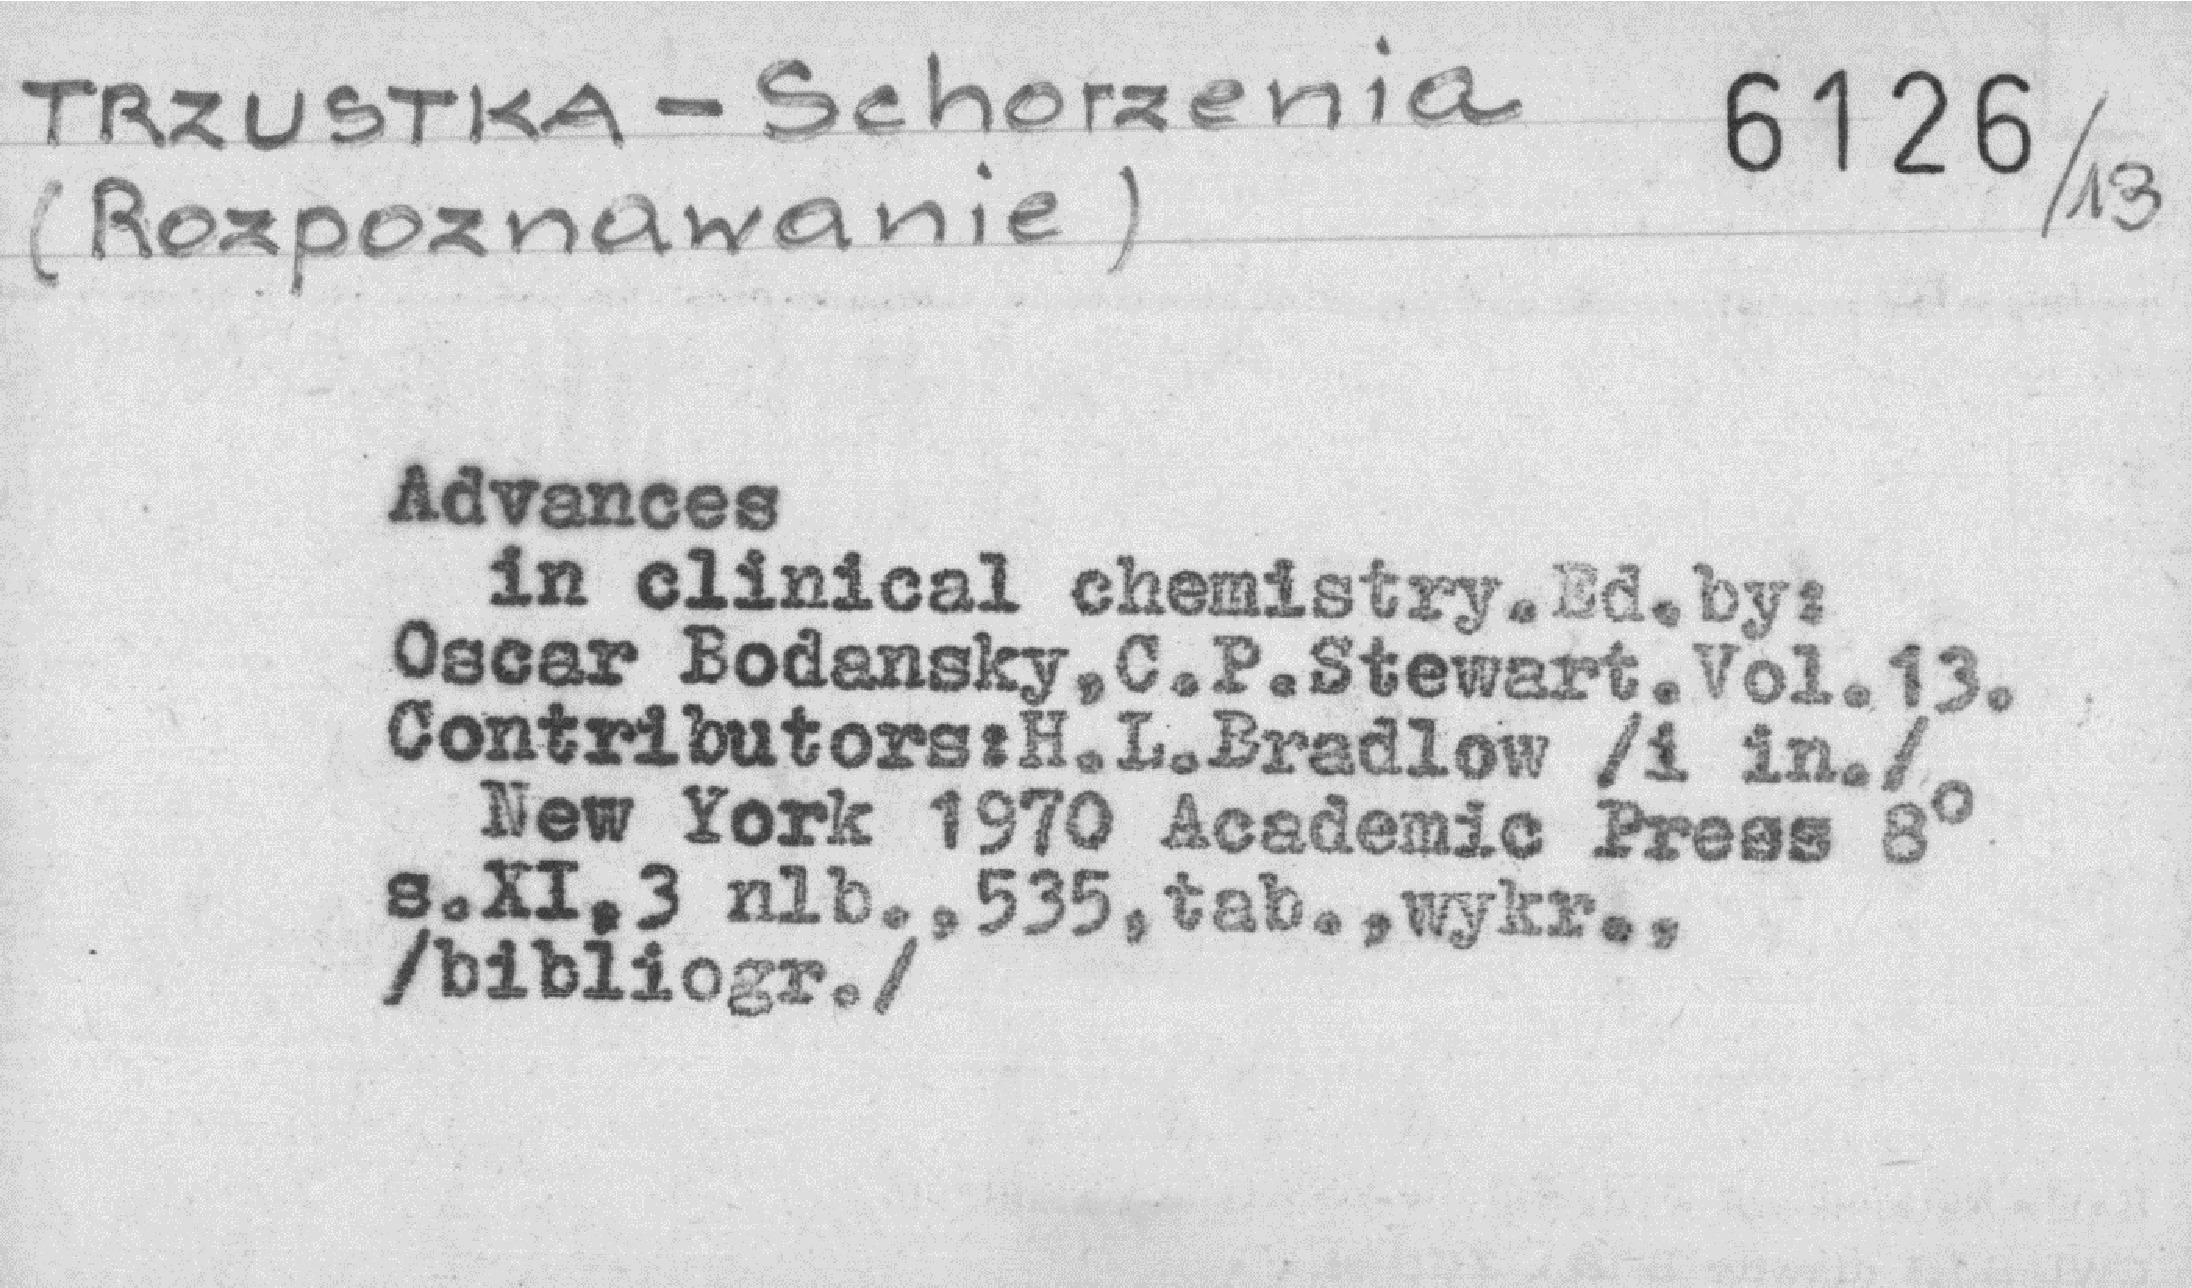 TRZUSTKA - Schorzenia 6126/13
(Rozpoznawanie)
Advances
in clinical chemistry.Ed.by:
Oscar Bodansky,C.P.Stewart.Vol.13.
Contributors:H.L.Bradlow /i in./
New York 1970 Academic Press 8°
s.XI,3 nlb.,535,tab.,wykr.,
/bibliogr./